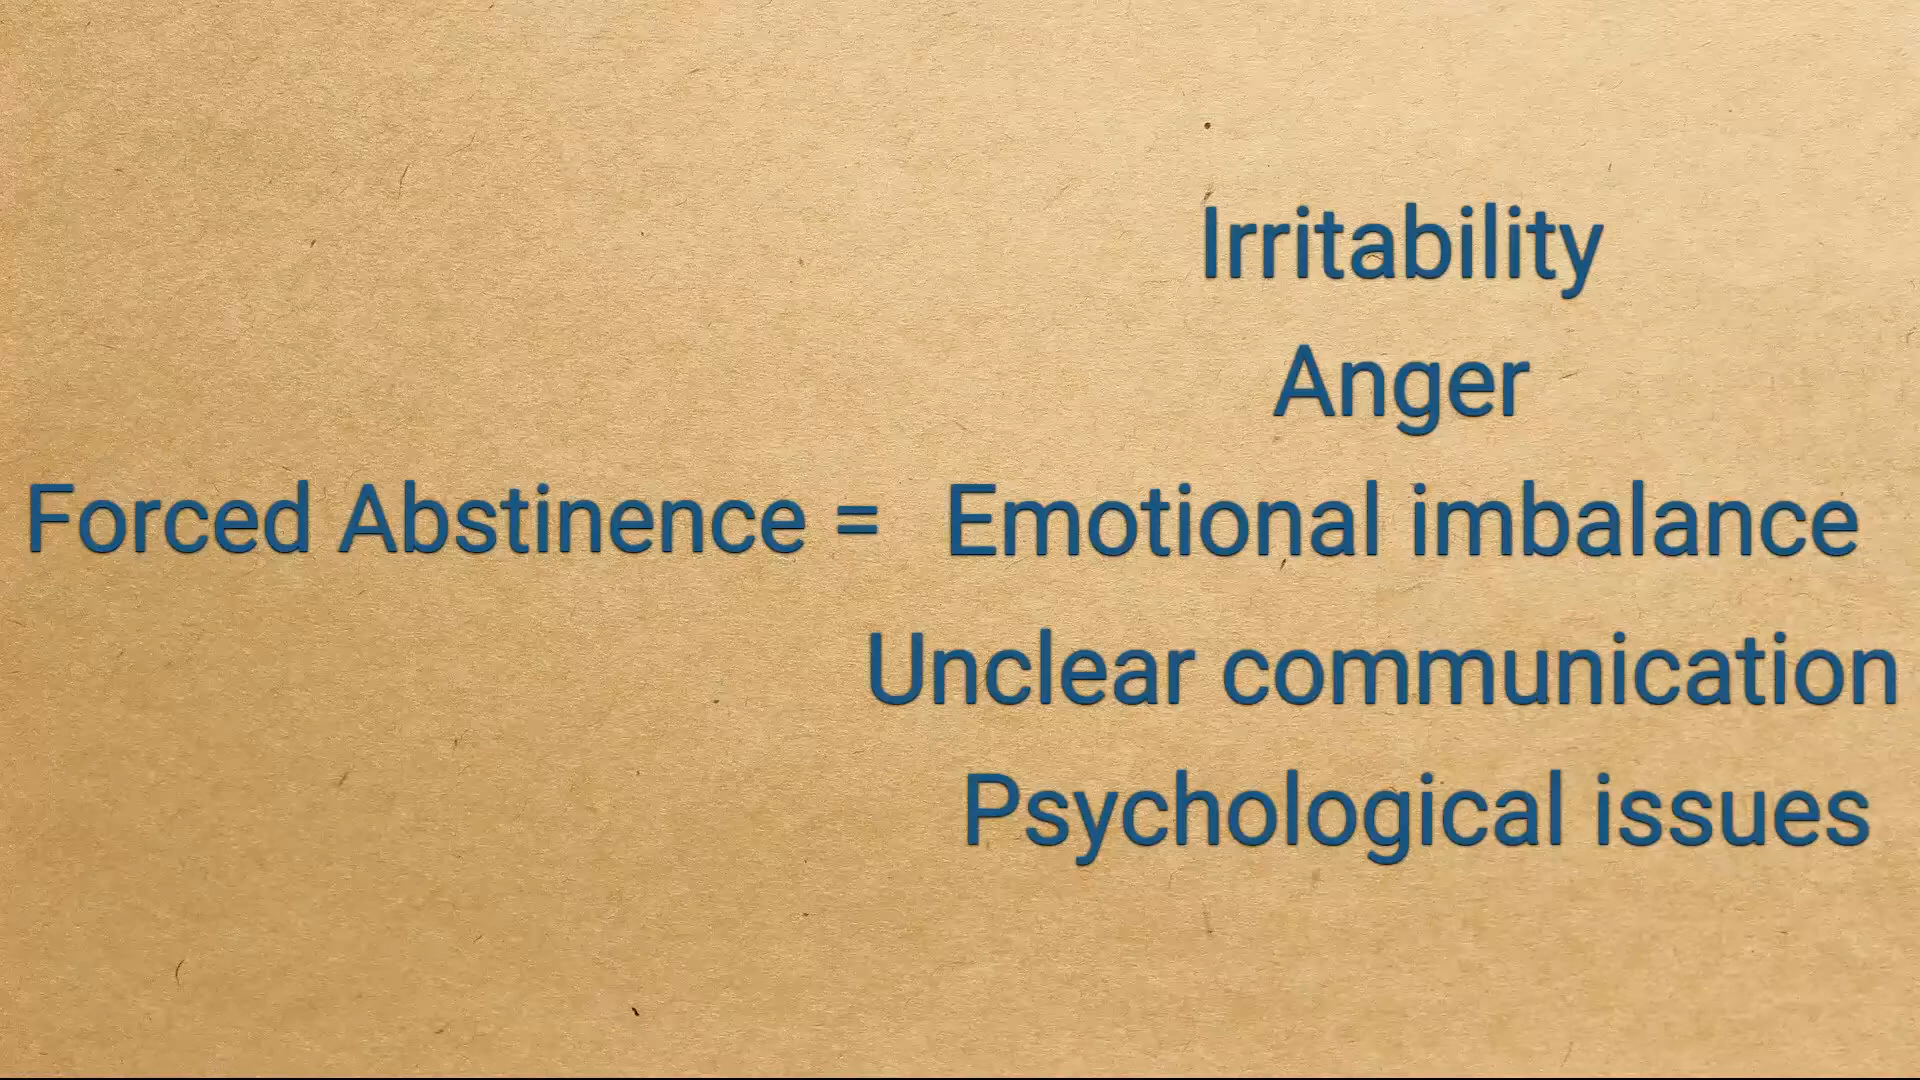 Irritability
Anger
Forced Abstinence = Emotional imbalance
Unclear communication
Psychological issues